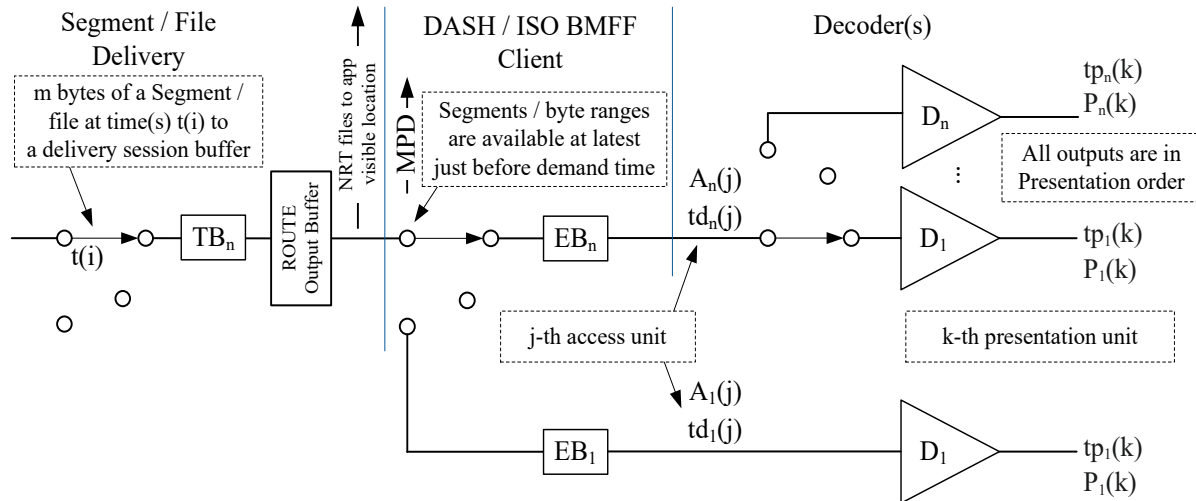 Segment / File
Delivery
m bytes of a Segment /
file at time(s) t(i) to
a delivery session buffer
t(i)
TBₙ
ROUTE
Output Buffer
NRT files to app
visible location
DASH / ISO BMFF
Client
MPD
Segments / byte ranges
are available at latest
just before demand time
EBₙ
Aₙ(j)
tdₙ(j)
j-th access unit
A₁(j)
td₁(j)
EB₁
Decoder(s)
Dₙ
tpₙ(k)
Pₙ(k)
All outputs are in
Presentation order
...
D₁
tp₁(k)
P₁(k)
k-th presentation unit
D₁
tp₁(k)
P₁(k)